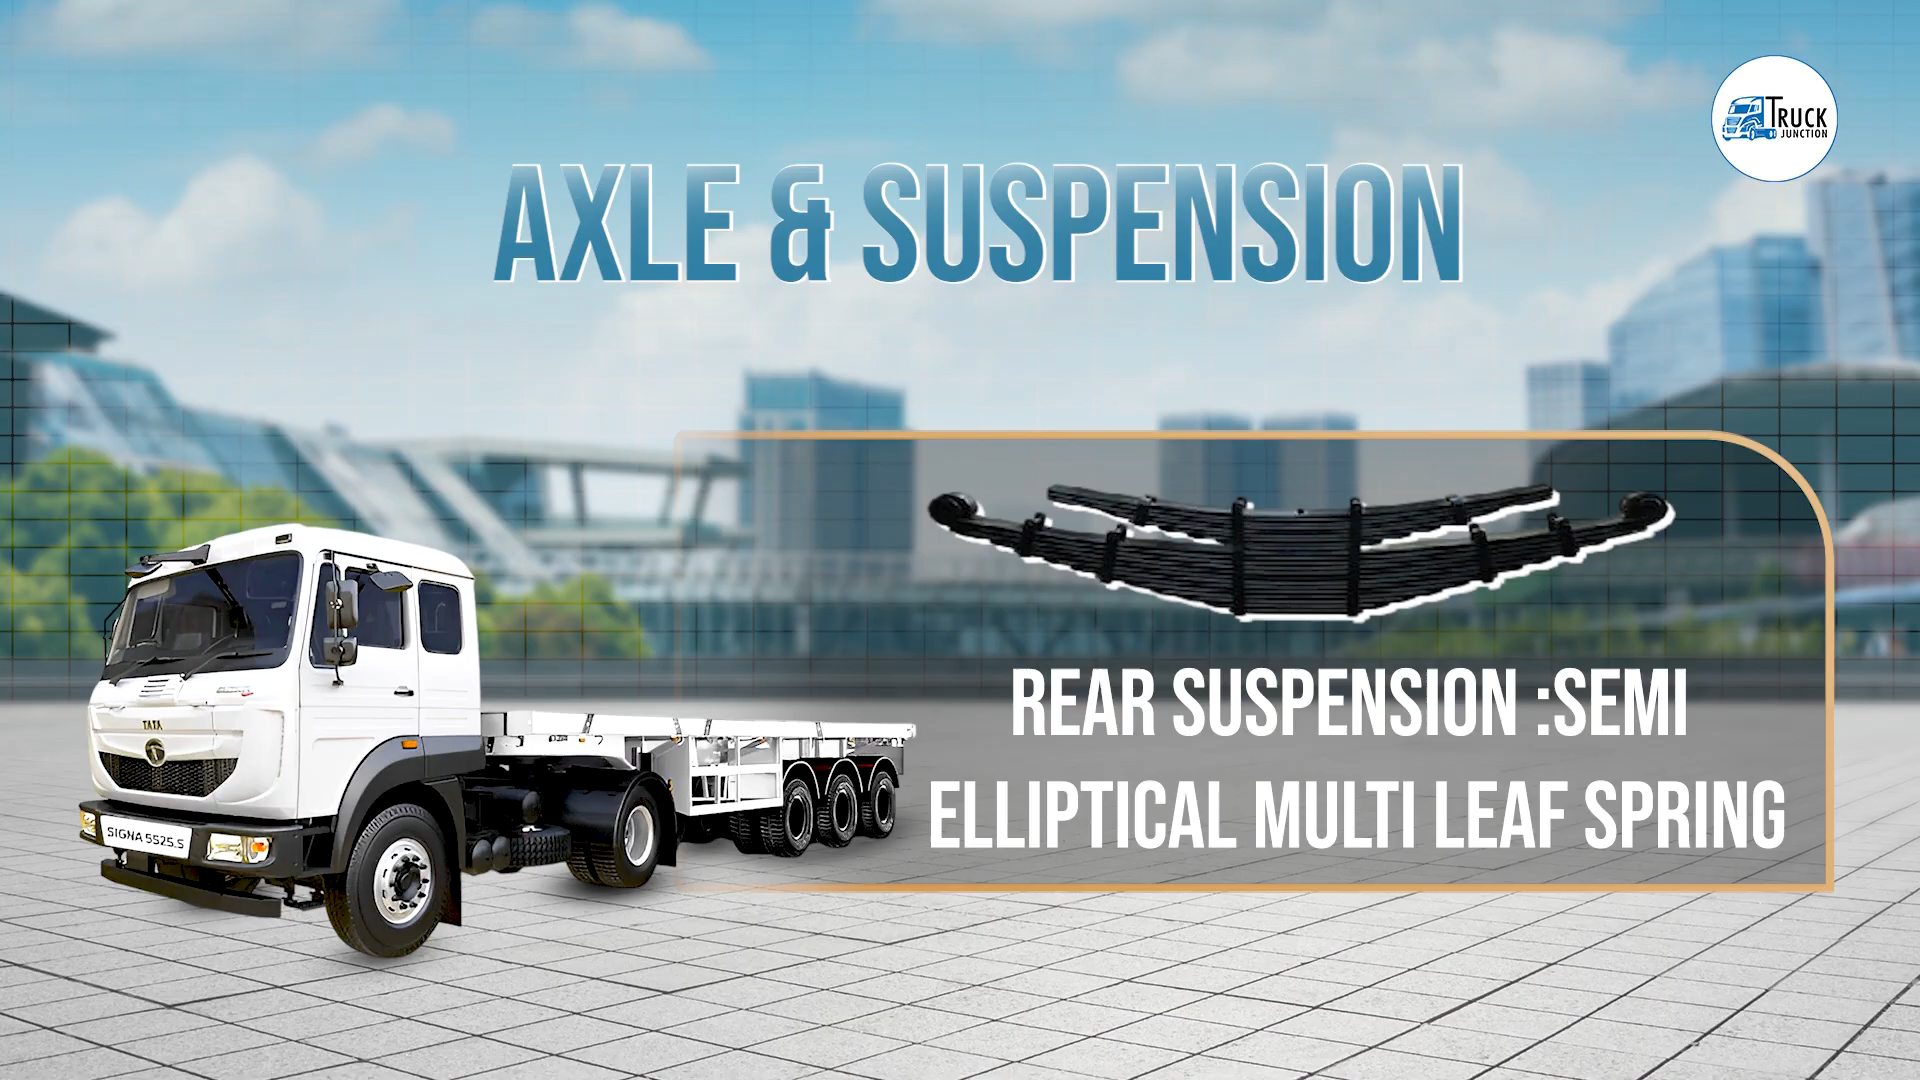 TRUCK
JUNCTION
AXLE & SUSPENSION
REAR SUSPENSION :SEMI
ELLIPTICAL MULTI LEAF SPRING
TATA
SIGNA 5525.S